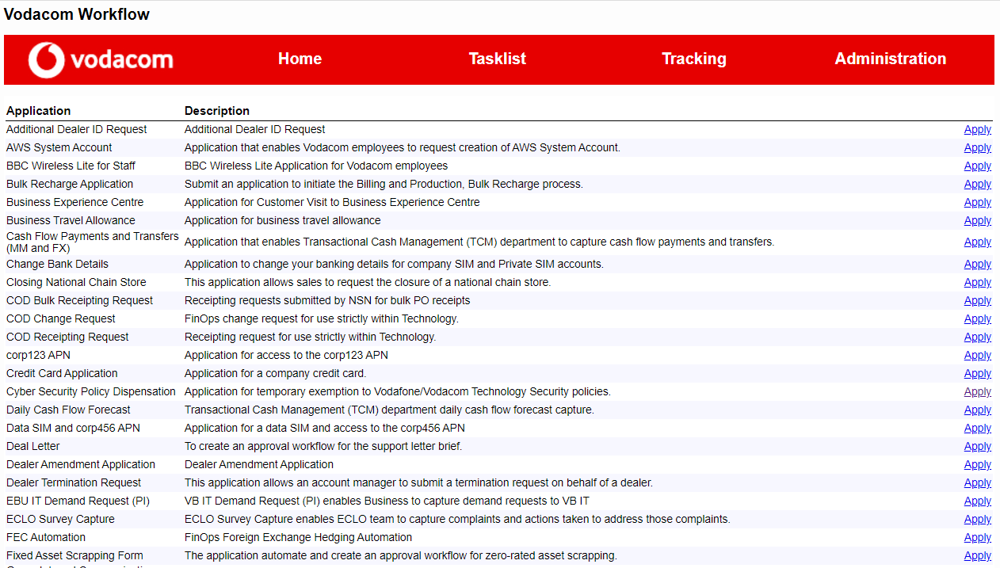 Vodacom Workflow
vodacom Home Tasklist Tracking Administration
Application Description
Additional Dealer ID Request Additional Dealer ID Request Apply
AWS System Account Application that enables Vodacom employees to request creation of AWS System Account. Apply
BBC Wireless Lite for Staff BBC Wireless Lite Application for Vodacom employees Apply
Bulk Recharge Application Submit an application to initiate the Billing and Production, Bulk Recharge process. Apply
Business Experience Centre Application for Customer Visit to Business Experience Centre Apply
Business Travel Allowance Application for business travel allowance Apply
Cash Flow Payments and Transfers
(MM and FX) Application that enables Transactional Cash Management (TCM) department to capture cash flow payments and transfers. Apply
Change Bank Details Application to change your banking details for company SIM and Private SIM accounts. Apply
Closing National Chain Store This application allows sales to request the closure of a national chain store. Apply
COD Bulk Receipting Request Receipting requests submitted by NSN for bulk PO receipts Apply
COD Change Request FinOps change request for use strictly within Technology. Apply
COD Receipting Request Receipting request for use strictly within Technology. Apply
corp123 APN Application for access to the corp123 APN Apply
Credit Card Application Application for a company credit card. Apply
Cyber Security Policy Dispensation Application for temporary exemption to Vodafone/Vodacom Technology Security policies. Apply
Daily Cash Flow Forecast Transactional Cash Management (TCM) department daily cash flow forecast capture. Apply
Data SIM and corp456 APN Application for a data SIM and access to the corp456 APN Apply
Deal Letter To create an approval workflow for the support letter brief. Apply
Dealer Amendment Application Dealer Amendment Application Apply
Dealer Termination Request This application allows an account manager to submit a termination request on behalf of a dealer. Apply
EBU IT Demand Request (PI) VB IT Demand Request (PI) enables Business to capture demand requests to VB IT Apply
ECLO Survey Capture ECLO Survey Capture enables ECLO team to capture complaints and actions taken to address those complaints. Apply
FEC Automation FinOps Foreign Exchange Hedging Automation Apply
Fixed Asset Scrapping Form The application automate and create an approval workflow for zero-rated asset scrapping. Apply